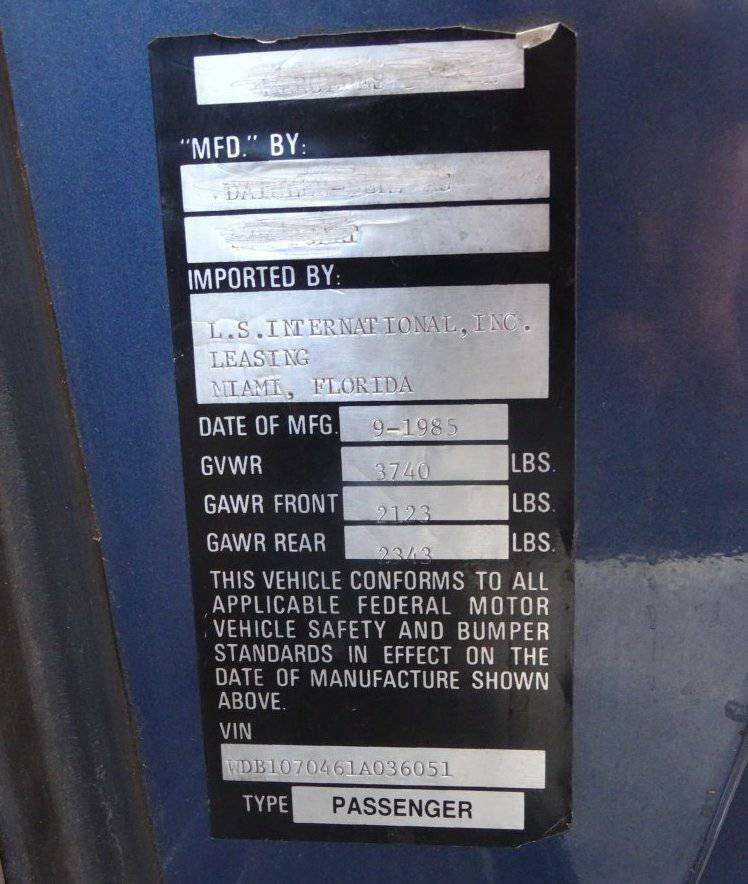 "MFD." BY:
IMPORTED BY:
L.S.INTERNATIONAL,INC.
LEASING
MIAMI, FLORIDA
DATE OF MFG. 9-1985
GVWR 3740 LBS.
GAWR FRONT 2123 LBS.
GAWR REAR 2343 LBS.
THIS VEHICLE CONFORMS TO ALL
APPLICABLE FEDERAL MOTOR
VEHICLE SAFETY AND BUMPER
STANDARDS IN EFFECT ON THE
DATE OF MANUFACTURE SHOWN
ABOVE.
VIN
WDB1070461A036051
TYPE PASSENGER